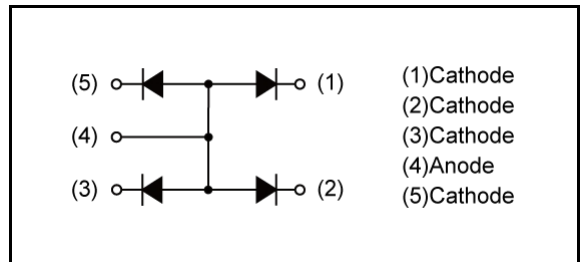 (5) (1)
(4)
(3) (2)
(1)Cathode
(2)Cathode
(3)Cathode
(4)Anode
(5)Cathode